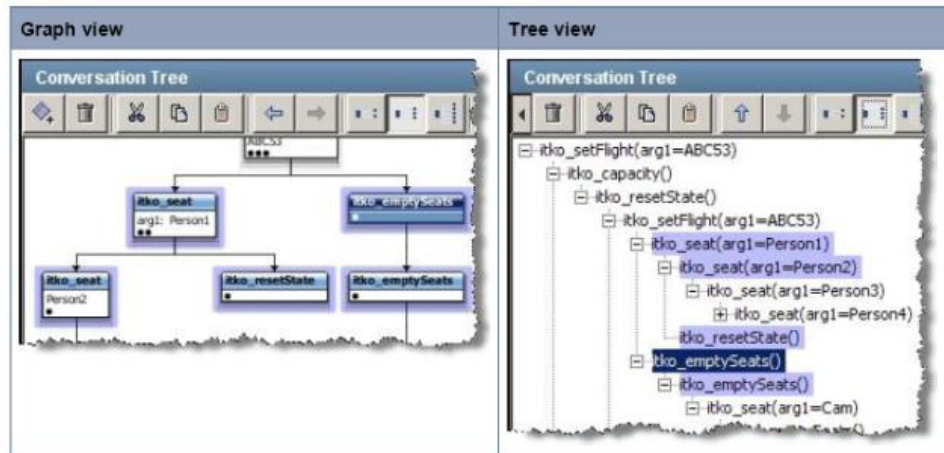 Graph view
Conversation Tree
ABC53
itko_seat
arg1: Person1
itko_emptySeats
itko_seat
Person2
itko_resetState
itko_emptySeats
Tree view
Conversation Tree
itko_setFlight(arg1=ABC53)
itko_capacity()
itko_resetState()
itko_setFlight(arg1=ABC53)
itko_seat(arg1=Person1)
itko_seat(arg1=Person2)
itko_seat(arg1=Person3)
itko_seat(arg1=Person4)
itko_resetState()
itko_emptySeats()
itko_emptySeats()
itko_seat(arg1=Cam)